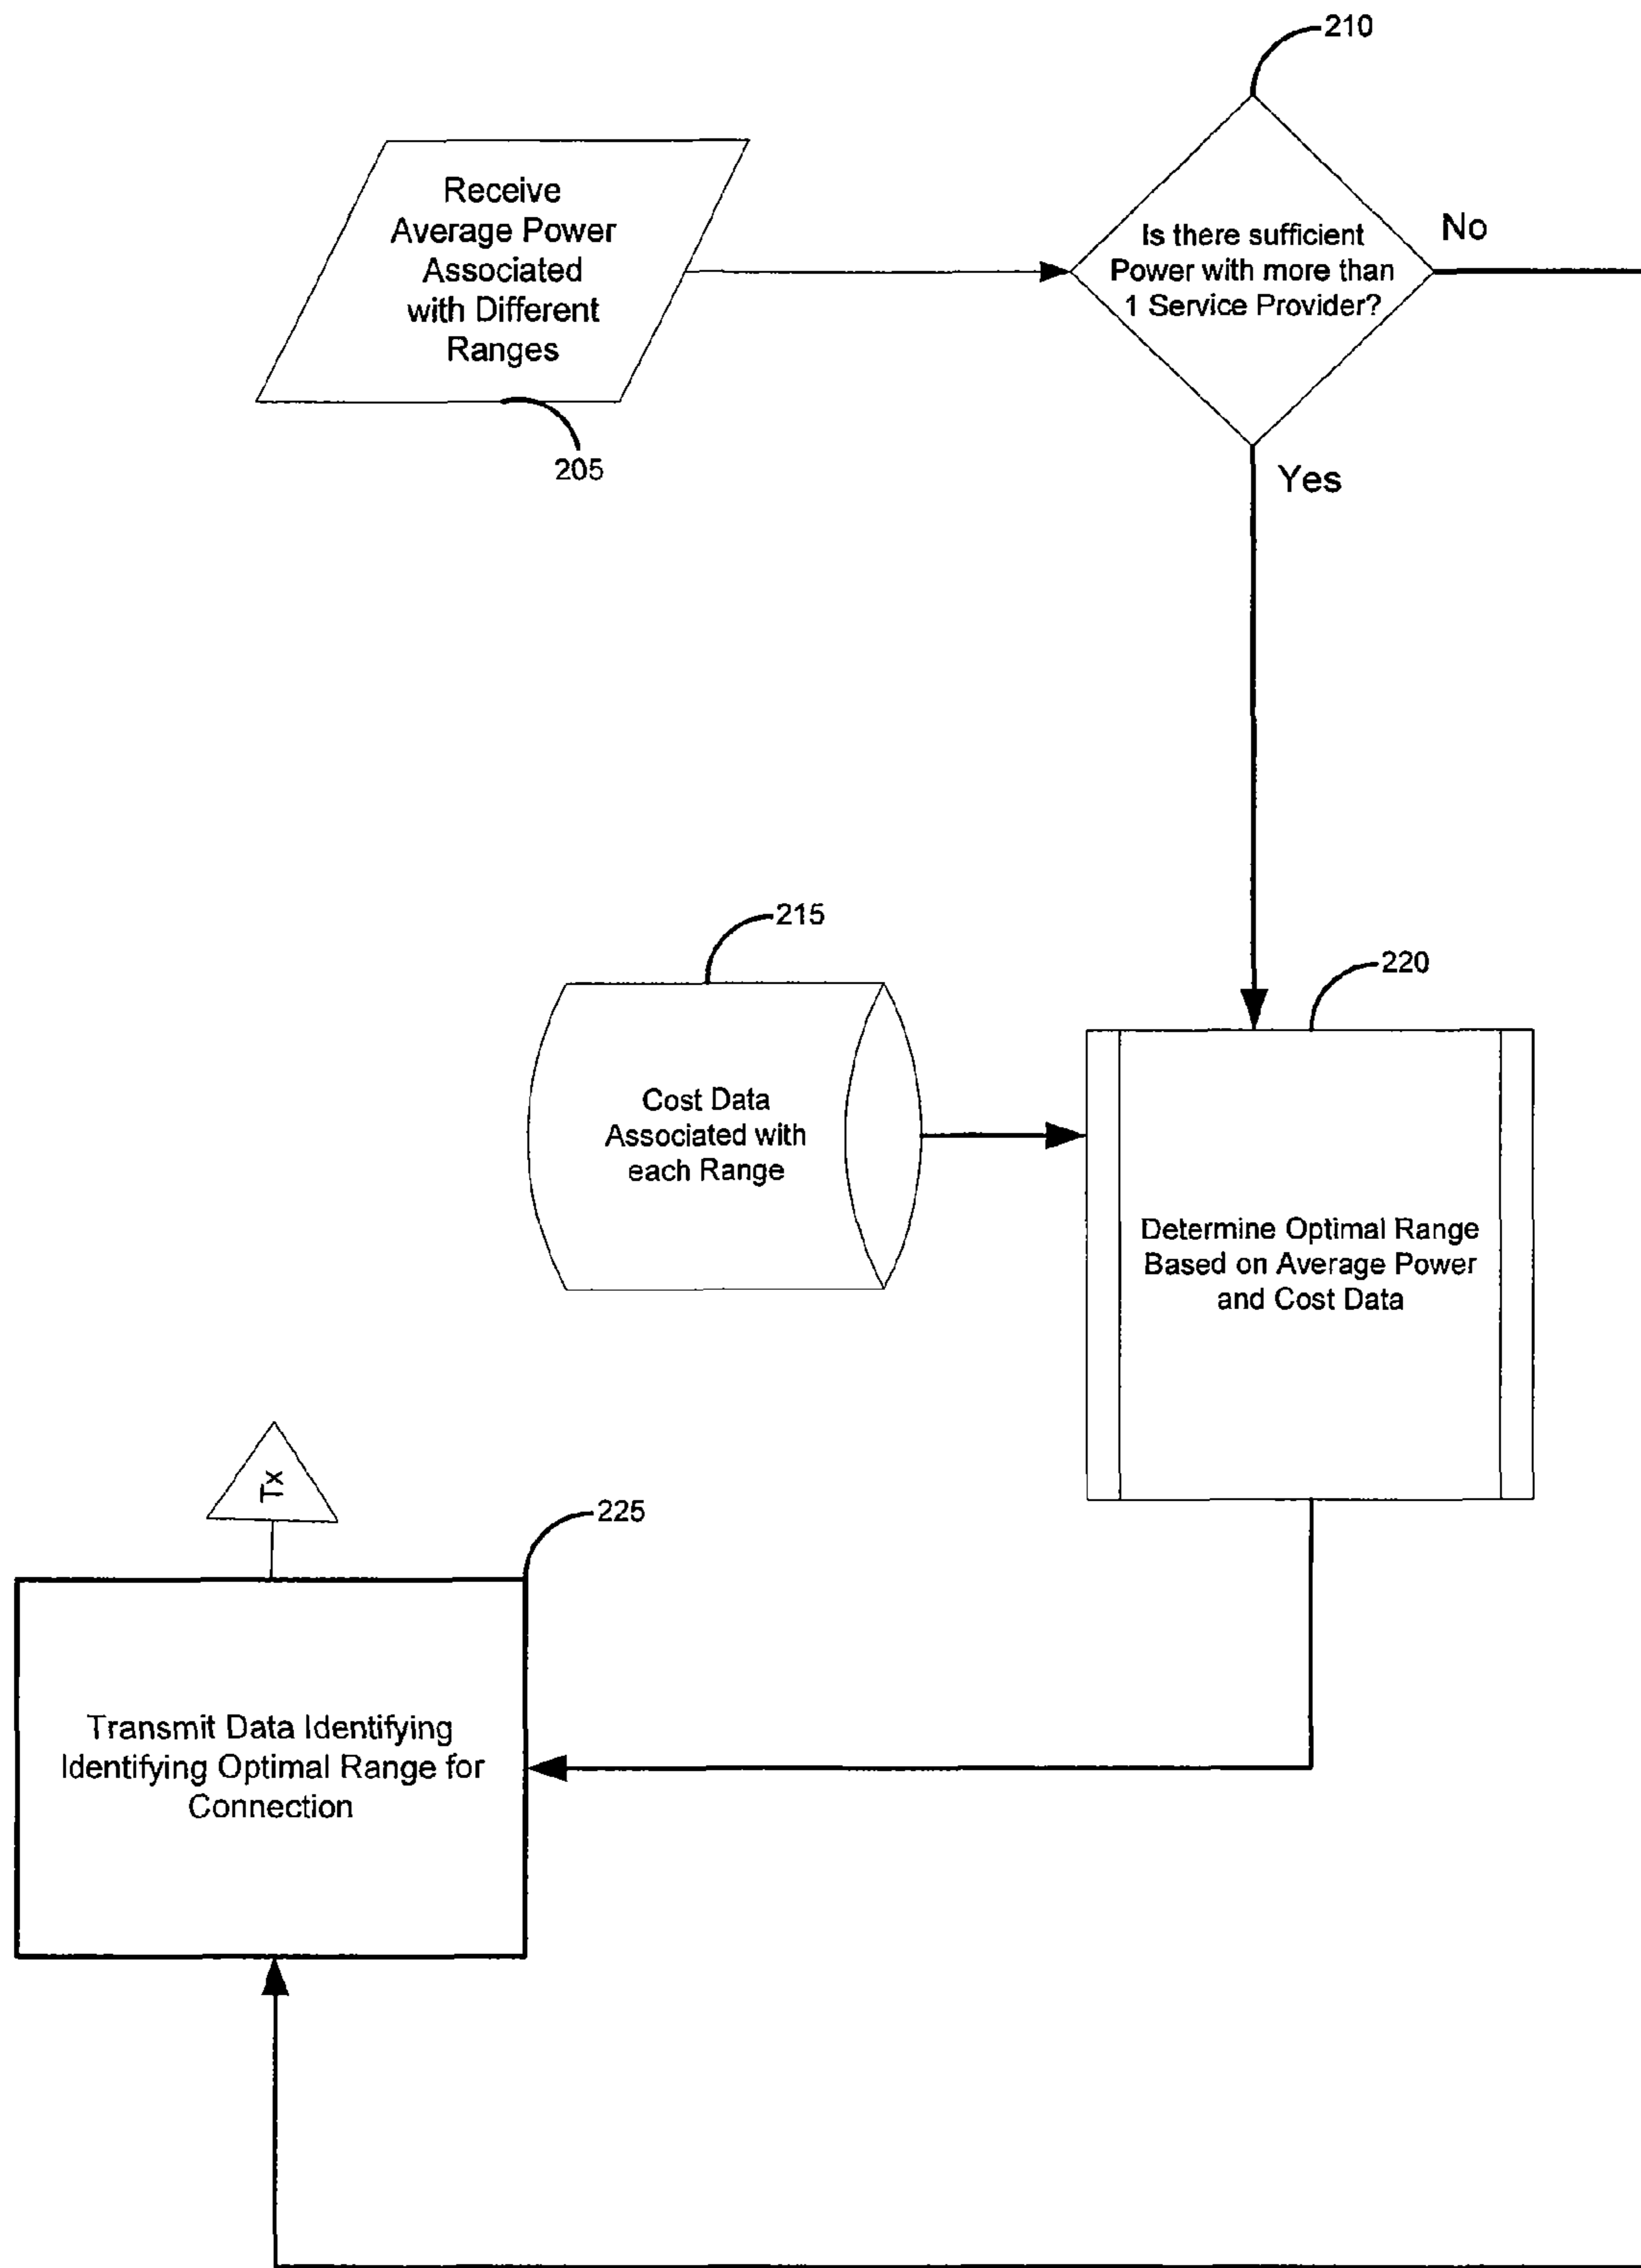 210
Receive
Average Power
Associated
with Different
Ranges
205
Is there sufficient
Power with more than
1 Service Provider?
No
Yes
215
Cost Data
Associated with
each Range
220
Determine Optimal Range
Based on Average Power
and Cost Data
Tx
225
Transmit Data Identifying
Identifying Optimal Range for
Connection